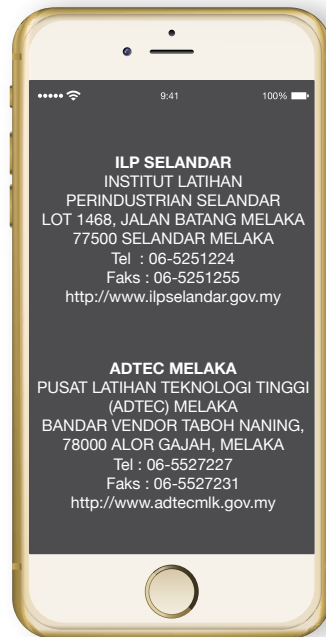 9:41
100%
ILP SELANDAR
INSTITUT LATIHAN
PERINDUSTRIAN SELANDAR
LOT 1468, JALAN BATANG MELAKA
77500 SELANDAR MELAKA
Tel : 06-5251224
Faks : 06-5251255
http://www.ilpselandar.gov.my
ADTEC MELAKA
PUSAT LATIHAN TEKNOLOGI TINGGI
(ADTEC) MELAKA
BANDAR VENDOR TABOH NANING,
78000 ALOR GAJAH, MELAKA
Tel : 06-5527227
Faks : 06-5527231
http://www.adtecmlk.gov.my